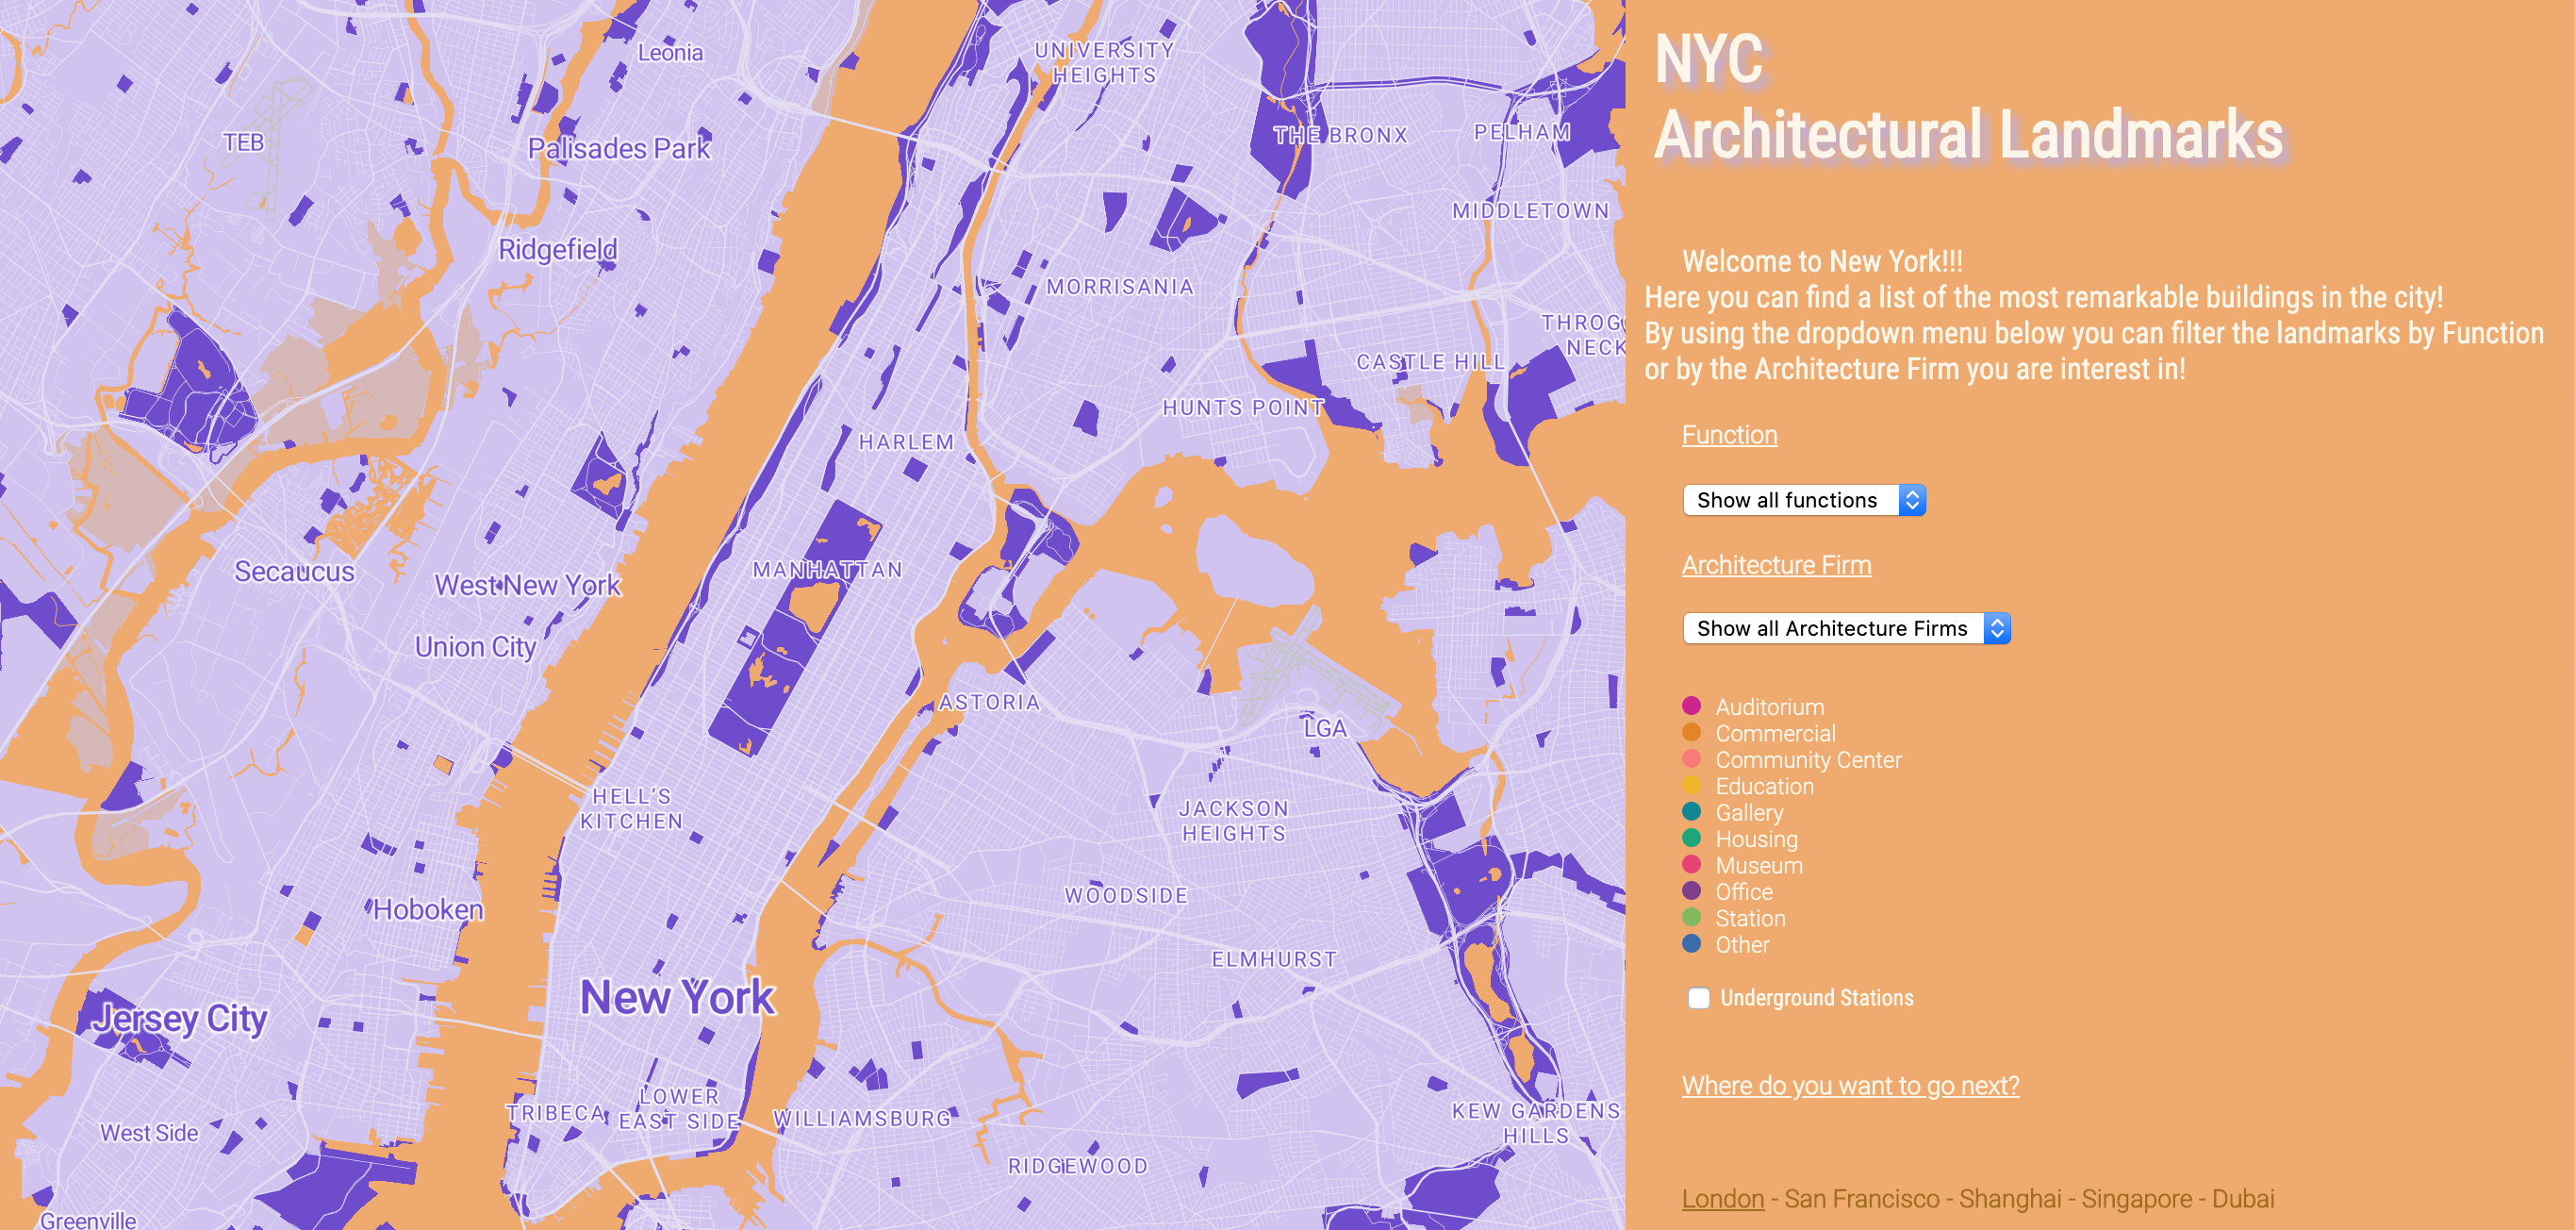 NYC
Architectural Landmarks
Welcome to New York!!!
Here you can find a list of the most remarkable buildings in the city!
By using the dropdown menu below you can filter the landmarks by Function
or by the Architecture Firm you are interest in!
Function
Show all functions
Architecture Firm
Show all Architecture Firms
Auditorium
Commercial
Community Center
Education
Gallery
Housing
Museum
Office
Station
Other
Underground Stations
Where do you want to go next?
London - San Francisco - Shanghai - Singapore - Dubai
Leonia
UNIVERSITY
HEIGHTS
TEB
Palisades Park
THE BRONX
PELHAM
MIDDLETOWN
Ridgefield
MORRISANIA
THROG
NECK
CASTLE HILL
HUNTS POINT
HARLEM
MANHATTAN
Secaucus
West New York
Union City
ASTORIA
LGA
HELL'S
KITCHEN
JACKSON
HEIGHTS
WOODSIDE
Hoboken
ELMHURST
New York
Jersey City
LOWER
EAST SIDE
TRIBECA
WILLIAMSBURG
KEW GARDENS
HILLS
West Side
RIDGEWOOD
Greenville